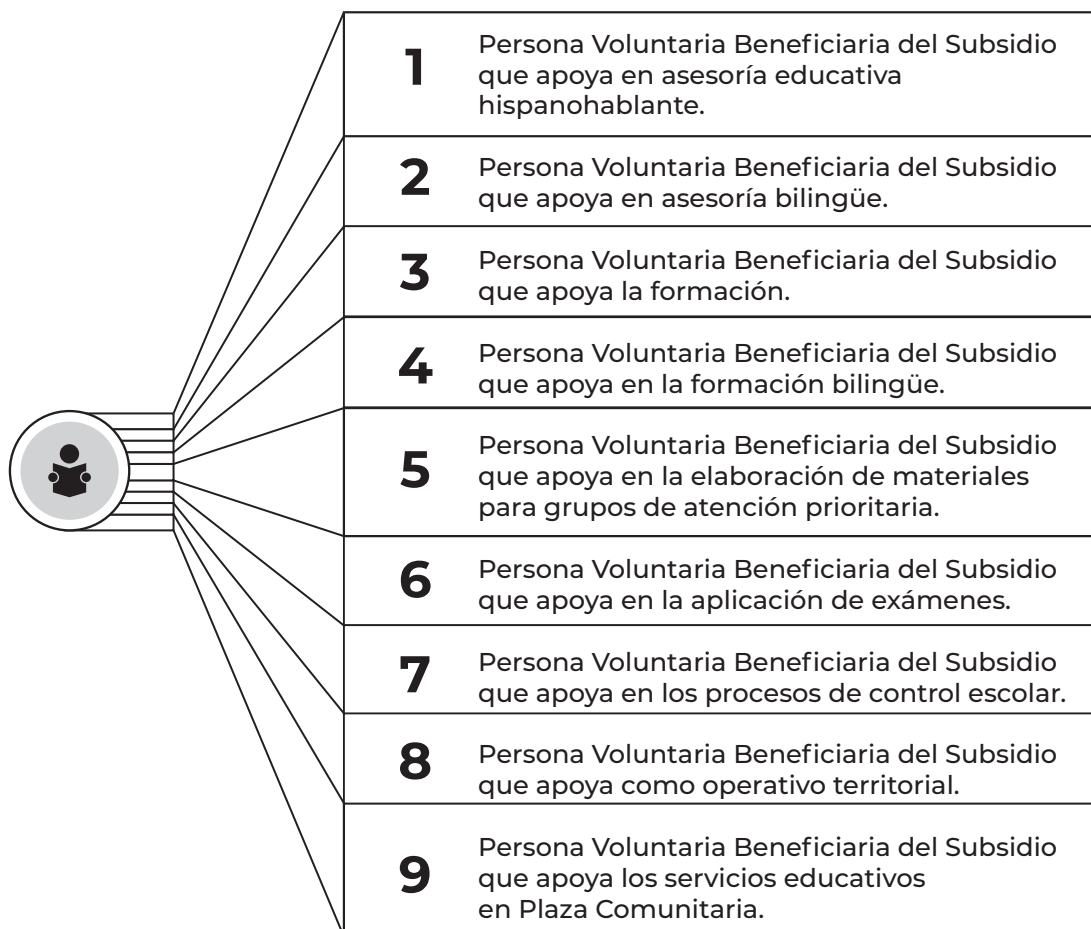 1 Persona Voluntaria Beneficiaria del Subsidio
que apoya en asesoría educativa
hispanohablante.
2 Persona Voluntaria Beneficiaria del Subsidio
que apoya en asesoría bilingüe.
3 Persona Voluntaria Beneficiaria del Subsidio
que apoya la formación.
4 Persona Voluntaria Beneficiaria del Subsidio
que apoya en la formación bilingüe.
5 Persona Voluntaria Beneficiaria del Subsidio
que apoya en la elaboración de materiales
para grupos de atención prioritaria.
6 Persona Voluntaria Beneficiaria del Subsidio
que apoya en la aplicación de exámenes.
7 Persona Voluntaria Beneficiaria del Subsidio
que apoya en los procesos de control escolar.
8 Persona Voluntaria Beneficiaria del Subsidio
que apoya como operativo territorial.
9 Persona Voluntaria Beneficiaria del Subsidio
que apoya los servicios educativos
en Plaza Comunitaria.